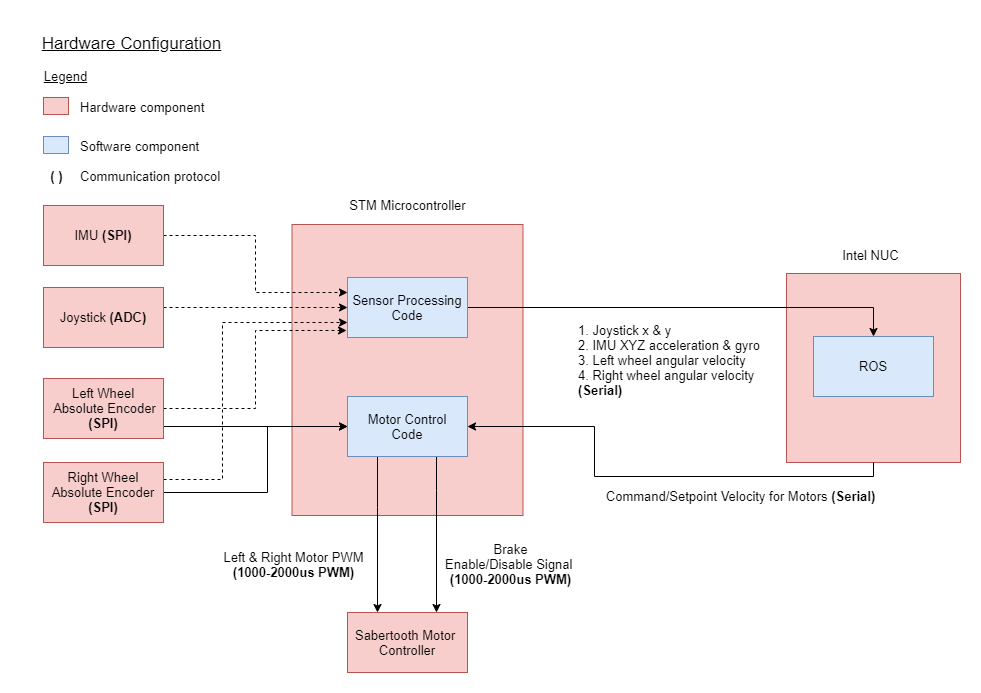 Hardware Configuration
Legend
Hardware component
Software component
( ) Communication protocol
STM Microcontroller
IMU (SPI)
Joystick (ADC)
Left Wheel
Absolute Encoder
(SPI)
Right Wheel
Absolute Encoder
(SPI)
Sensor Processing
Code
Motor Control
Code
Intel NUC
ROS
1. Joystick x & y
2. IMU XYZ acceleration & gyro
3. Left wheel angular velocity
4. Right wheel angular velocity
(Serial)
Command/Setpoint Velocity for Motors (Serial)
Left & Right Motor PWM
(1000-2000us PWM)
Brake
Enable/Disable Signal
(1000-2000us PWM)
Sabertooth Motor
Controller